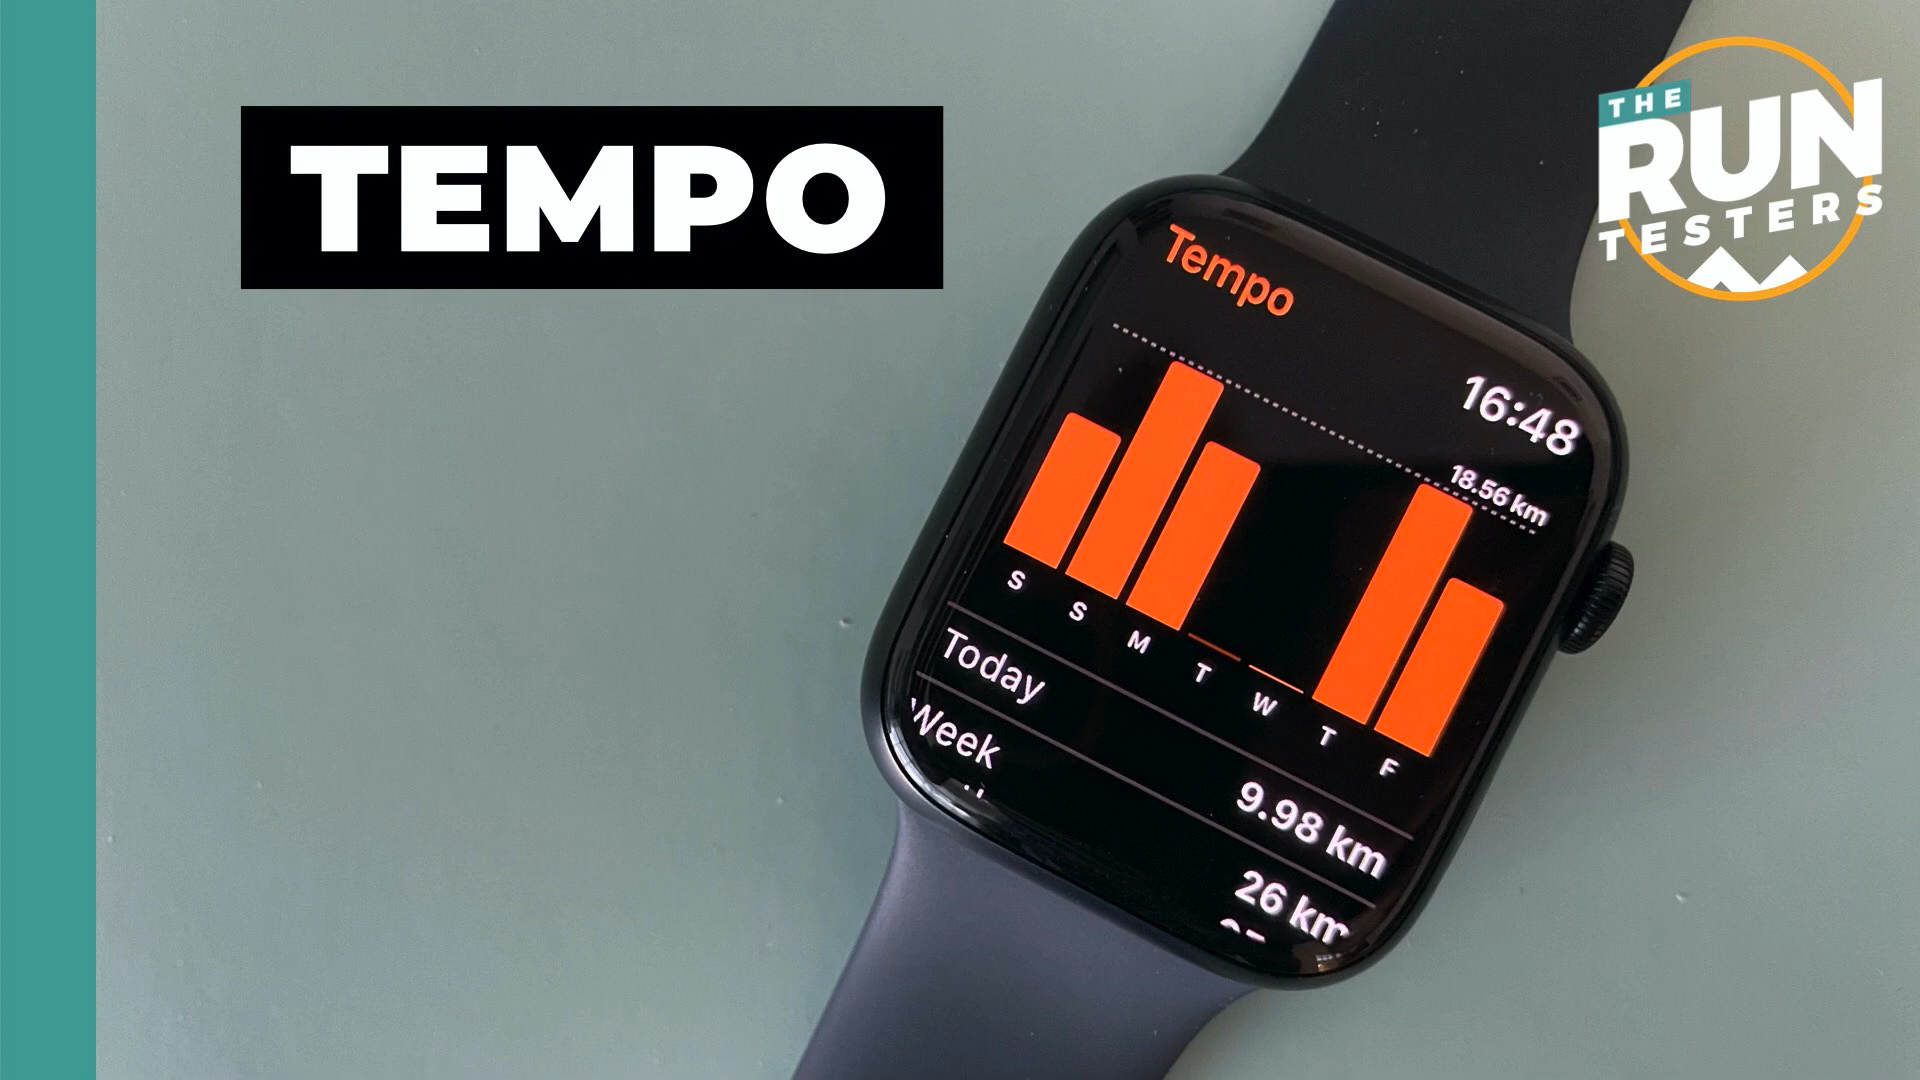 TEMPO
THE
RUN
TESTERS
Tempo
16:48
18.56 km
S S M T W T F
Today
9.98 km
Week
26 km